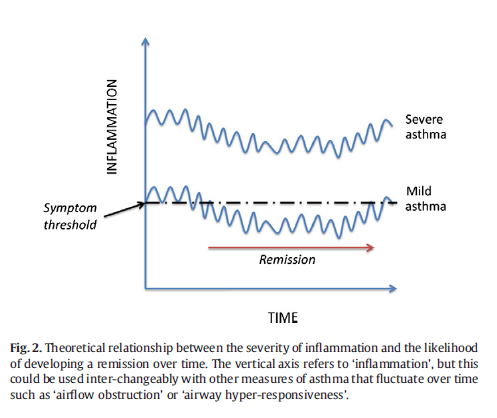 INFLAMMATION
Severe
asthma
Symptom
threshold
Mild
asthma
Remission
TIME
Fig. 2. Theoretical relationship between the severity of inflammation and the likelihood
of developing a remission over time. The vertical axis refers to ‘inflammation’, but this
could be used inter-changeably with other measures of asthma that fluctuate over time
such as ‘airflow obstruction’ or ‘airway hyper-responsiveness’.